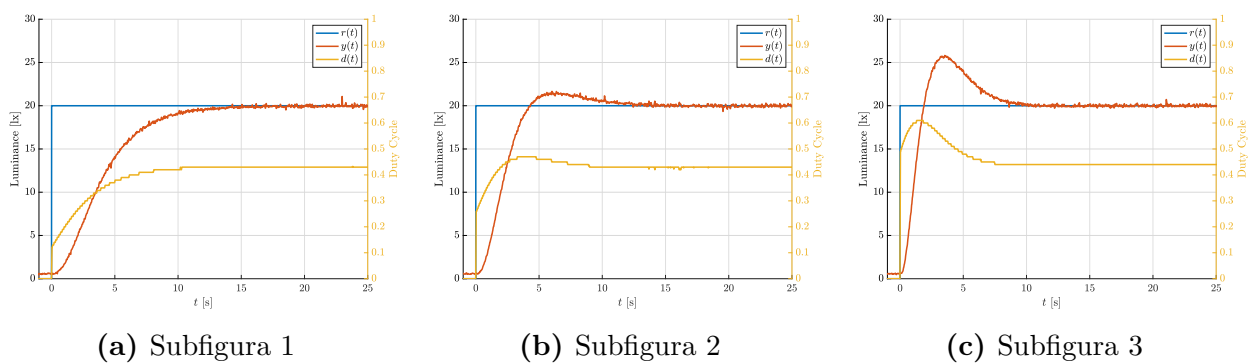 30
25
20
15
10
5
0
Luminance [lx]
0 5 10 15 20 25
t [s]
1
0.9
0.8
0.7
0.6
0.5
0.4
0.3
0.2
0.1
0
Duty Cycle
r(t)
y(t)
d(t)
(a) Subfigura 1
30
25
20
15
10
5
0
Luminance [lx]
0 5 10 15 20 25
t [s]
1
0.9
0.8
0.7
0.6
0.5
0.4
0.3
0.2
0.1
0
Duty Cycle
r(t)
y(t)
d(t)
(b) Subfigura 2
30
25
20
15
10
5
0
Luminance [lx]
0 5 10 15 20 25
t [s]
1
0.9
0.8
0.7
0.6
0.5
0.4
0.3
0.2
0.1
0
Duty Cycle
r(t)
y(t)
d(t)
(c) Subfigura 3